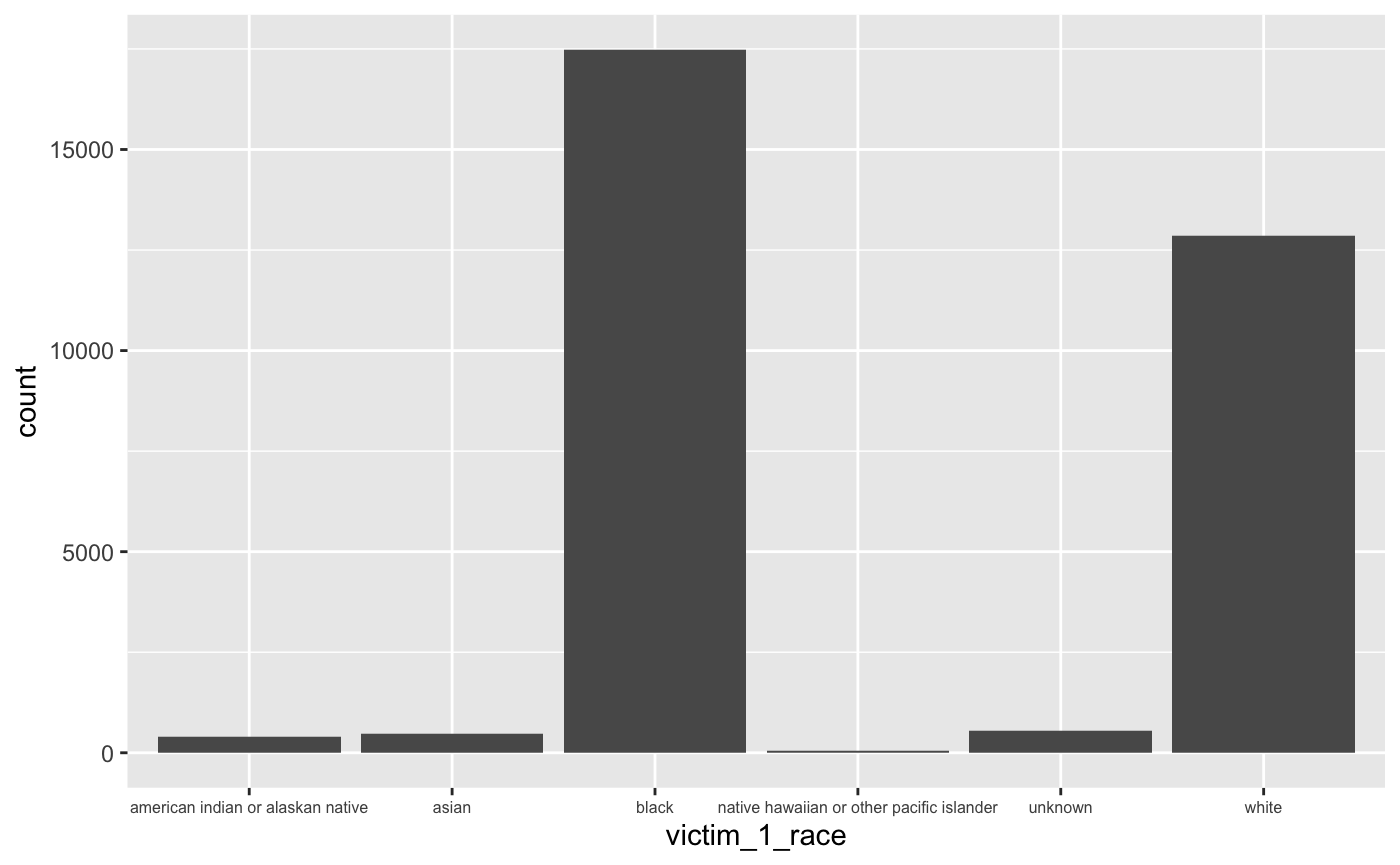 15000
10000
5000
0
count
american indian or alaskan native asian black native hawaiian or other pacific islander unknown white
victim_1_race